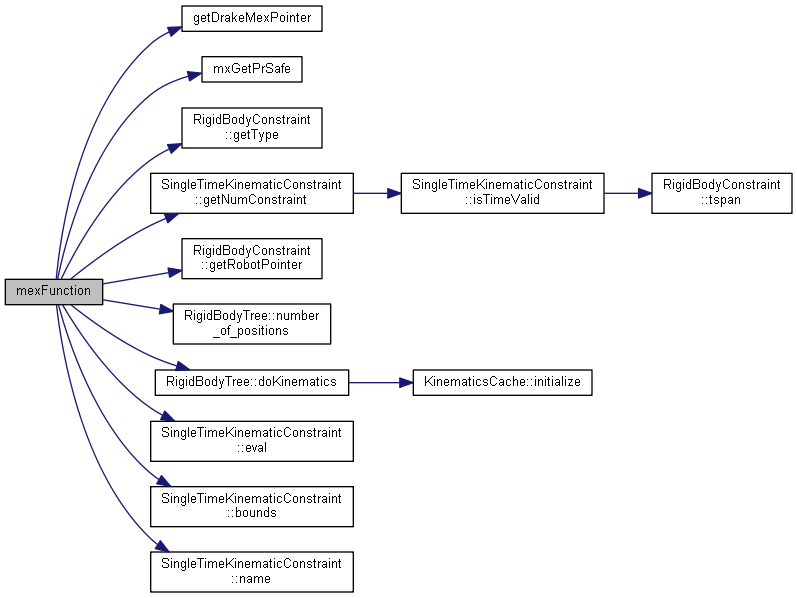 getDrakeMexPointer
mxGetPrSafe
RigidBodyConstraint
::getType
SingleTimeKinematicConstraint
::getNumConstraint
SingleTimeKinematicConstraint
::isTimeValid
RigidBodyConstraint
::tspan
RigidBodyConstraint
::getRobotPointer
mexFunction
RigidBodyTree::number
_of_positions
RigidBodyTree::doKinematics
KinematicsCache::initialize
SingleTimeKinematicConstraint
::eval
SingleTimeKinematicConstraint
::bounds
SingleTimeKinematicConstraint
::name